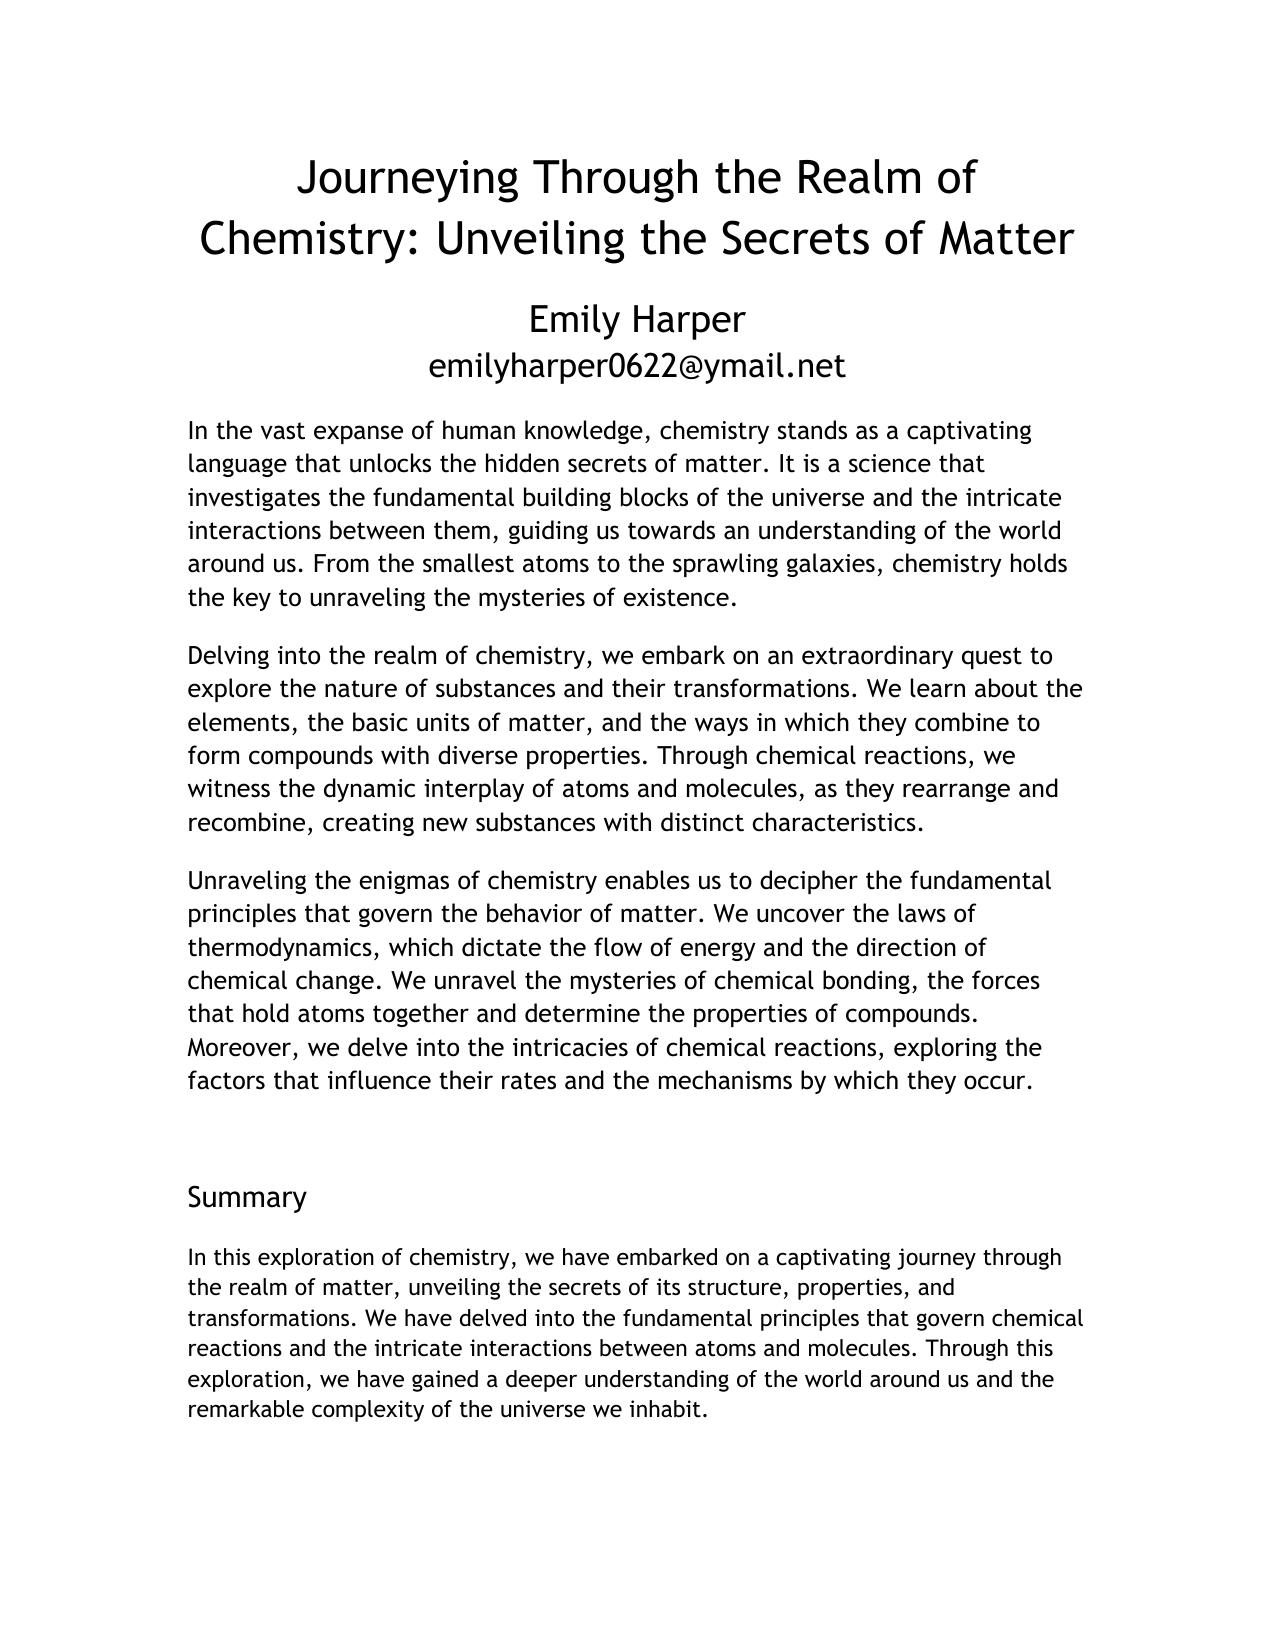 Journeying Through the Realm of
Chemistry: Unveiling the Secrets of Matter
Emily Harper
emilyharper0622@ymail.net
In the vast expanse of human knowledge, chemistry stands as a captivating
language that unlocks the hidden secrets of matter. It is a science that
investigates the fundamental building blocks of the universe and the intricate
interactions between them, guiding us towards an understanding of the world
around us. From the smallest atoms to the sprawling galaxies, chemistry holds
the key to unraveling the mysteries of existence.
Delving into the realm of chemistry, we embark on an extraordinary quest to
explore the nature of substances and their transformations. We learn about the
elements, the basic units of matter, and the ways in which they combine to
form compounds with diverse properties. Through chemical reactions, we
witness the dynamic interplay of atoms and molecules, as they rearrange and
recombine, creating new substances with distinct characteristics.
Unraveling the enigmas of chemistry enables us to decipher the fundamental
principles that govern the behavior of matter. We uncover the laws of
thermodynamics, which dictate the flow of energy and the direction of
chemical change. We unravel the mysteries of chemical bonding, the forces
that hold atoms together and determine the properties of compounds.
Moreover, we delve into the intricacies of chemical reactions, exploring the
factors that influence their rates and the mechanisms by which they occur.
Summary
In this exploration of chemistry, we have embarked on a captivating journey through
the realm of matter, unveiling the secrets of its structure, properties, and
transformations. We have delved into the fundamental principles that govern chemical
reactions and the intricate interactions between atoms and molecules. Through this
exploration, we have gained a deeper understanding of the world around us and the
remarkable complexity of the universe we inhabit.